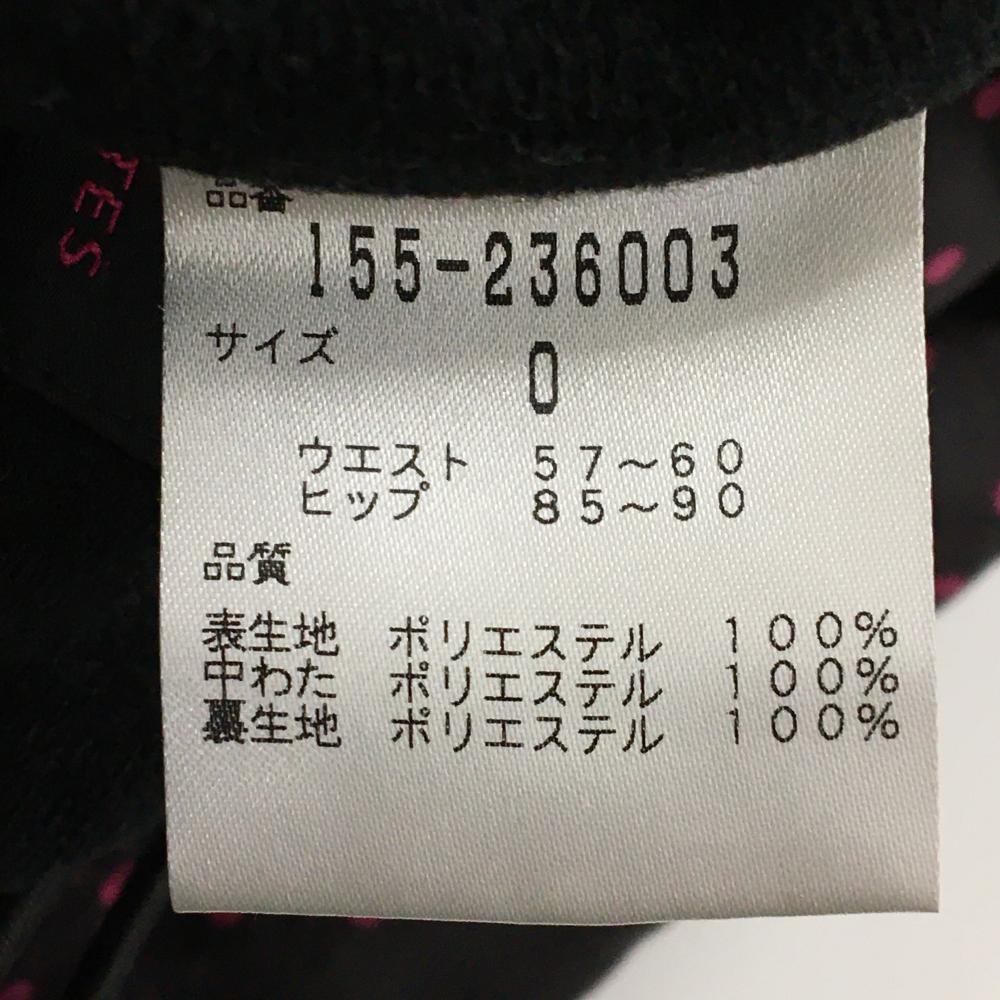 品番
155-236003
サイズ
0
ウエスト 57～60
ヒップ 85～90
品質
表生地 ポリエステル 100%
中わた ポリエステル 100%
裏生地 ポリエステル 100%